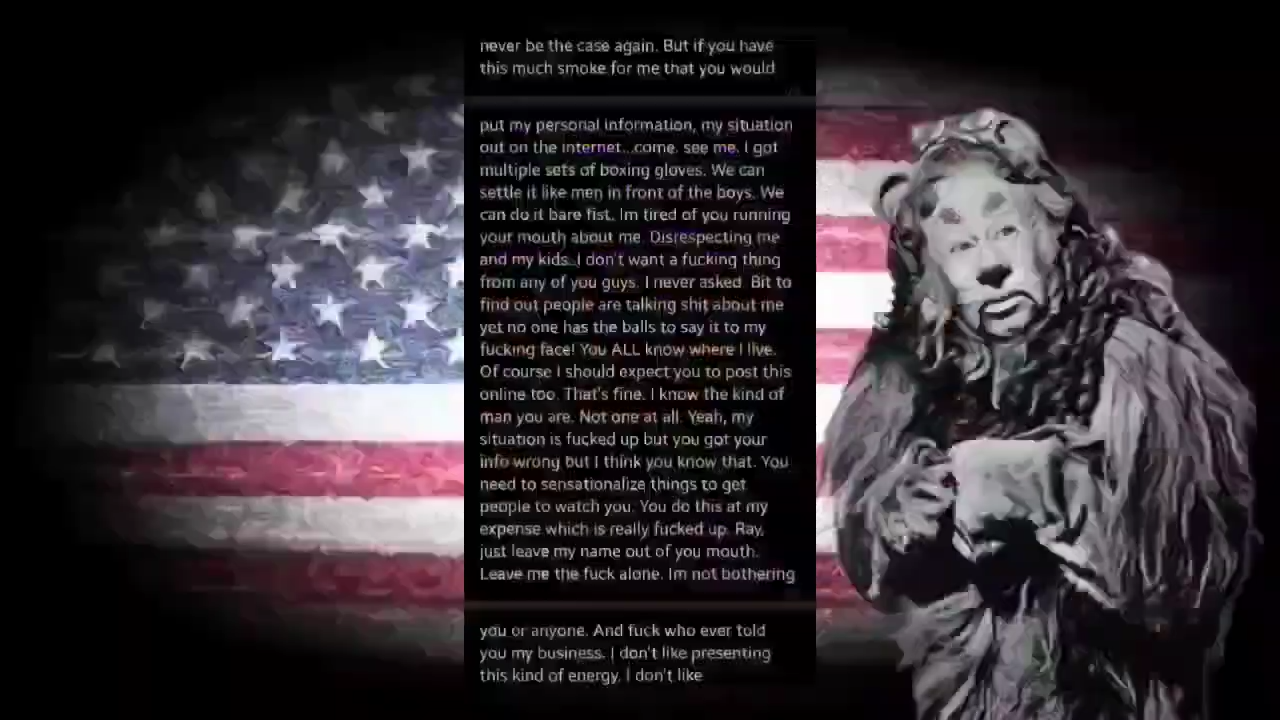 never be the case again. But if you have
this much smoke for me that you would
put my personal information, my situation
out on the internet...come. see me. I got
multiple sets of boxing gloves. We can
settle it like men in front of the boys. We
can do it bare fist. Im tired of you running
your mouth about me. Disrespecting me
and my kids. I don't want a fucking thing
from any of you guys. I never asked. Bit to
find out people are talking shit about me
yet no one has the balls to say it to my
fucking face! You ALL know where I live.
Of course I should expect you to post this
online too. That's fine. I know the kind of
man you are. Not one at all. Yeah, my
situation is fucked up but you got your
info wrong but I think you know that. You
need to sensationalize things to get
people to watch you. You do this at my
expense which is really fucked up. Ray,
just leave my name out of you mouth.
Leave me the fuck alone. Im not bothering
you or anyone. And fuck who ever told
you my business. I don't like presenting
this kind of energy. I don't like